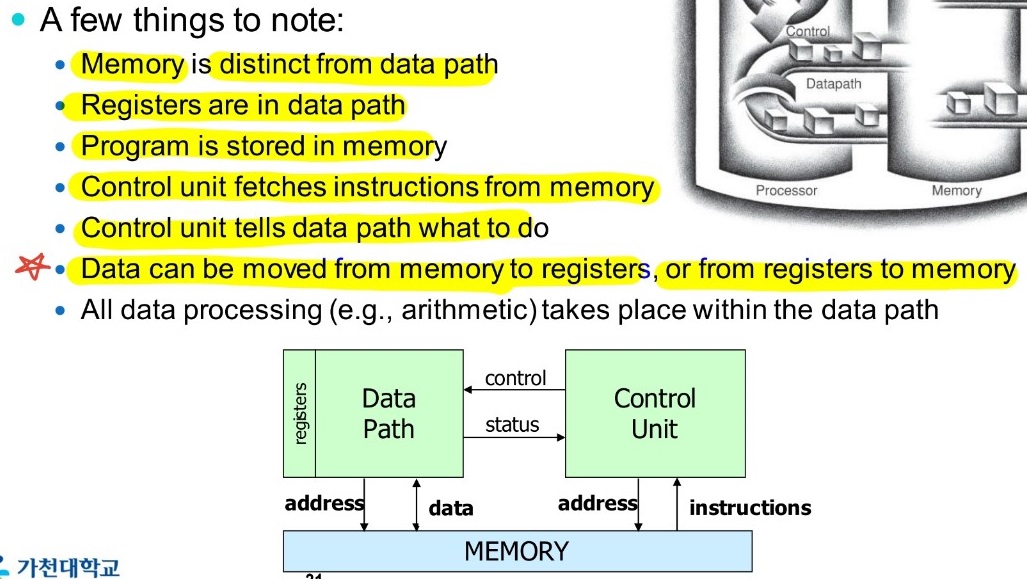 A few things to note:
Memory is distinct from data path
Registers are in data path
Program is stored in memory
Control unit fetches instructions from memory
Control unit tells data path what to do
Data can be moved from memory to registers, or from registers to memory
All data processing (e.g., arithmetic) takes place within the data path
Control
Datapath
Processor
Memory
registers
Data
Path
control
status
Control
Unit
address
data
address
instructions
MEMORY
가천대학교